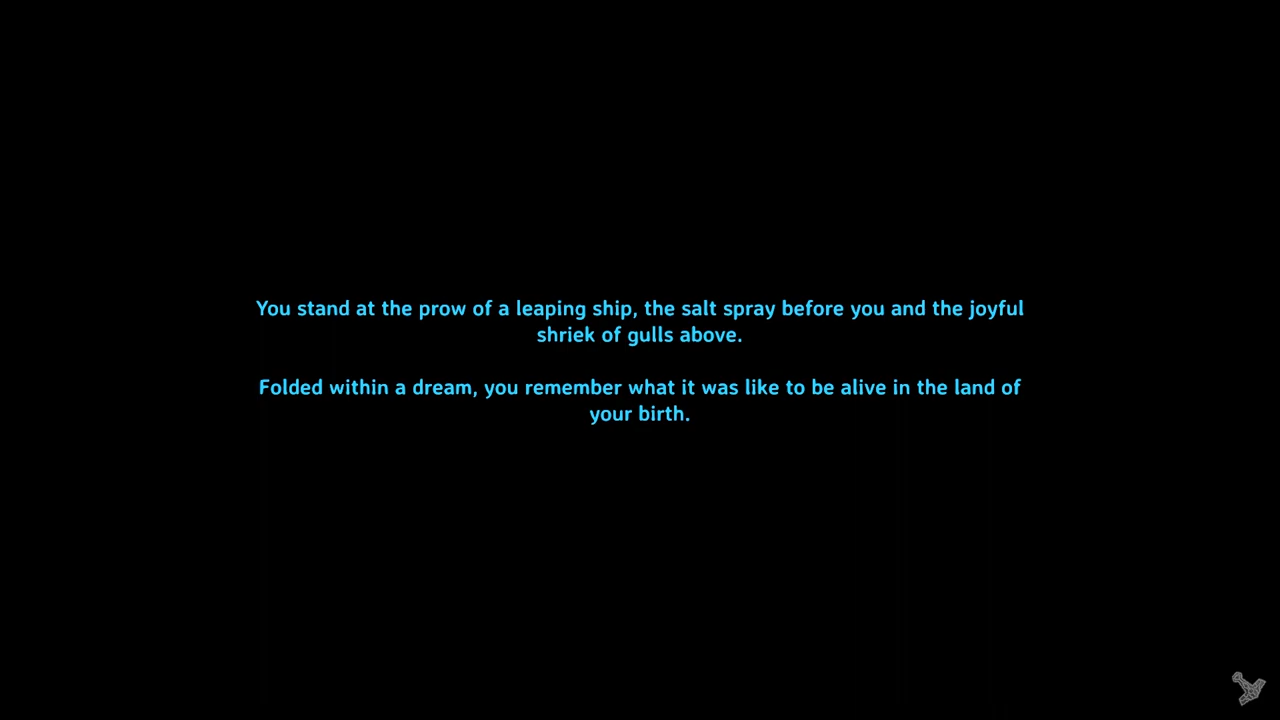 You stand at the prow of a leaping ship, the salt spray before you and the joyful
shriek of gulls above.
Folded within a dream, you remember what it was like to be alive in the land of
your birth.